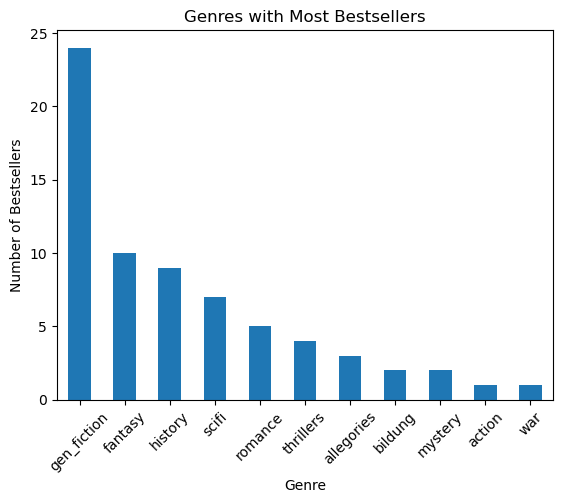 Genres with Most Bestsellers
Number of Bestsellers
25
20
15
10
5
0
gen_fiction
fantasy
history
scifi
romance
thrillers
allegories
bildung
mystery
action
war
Genre